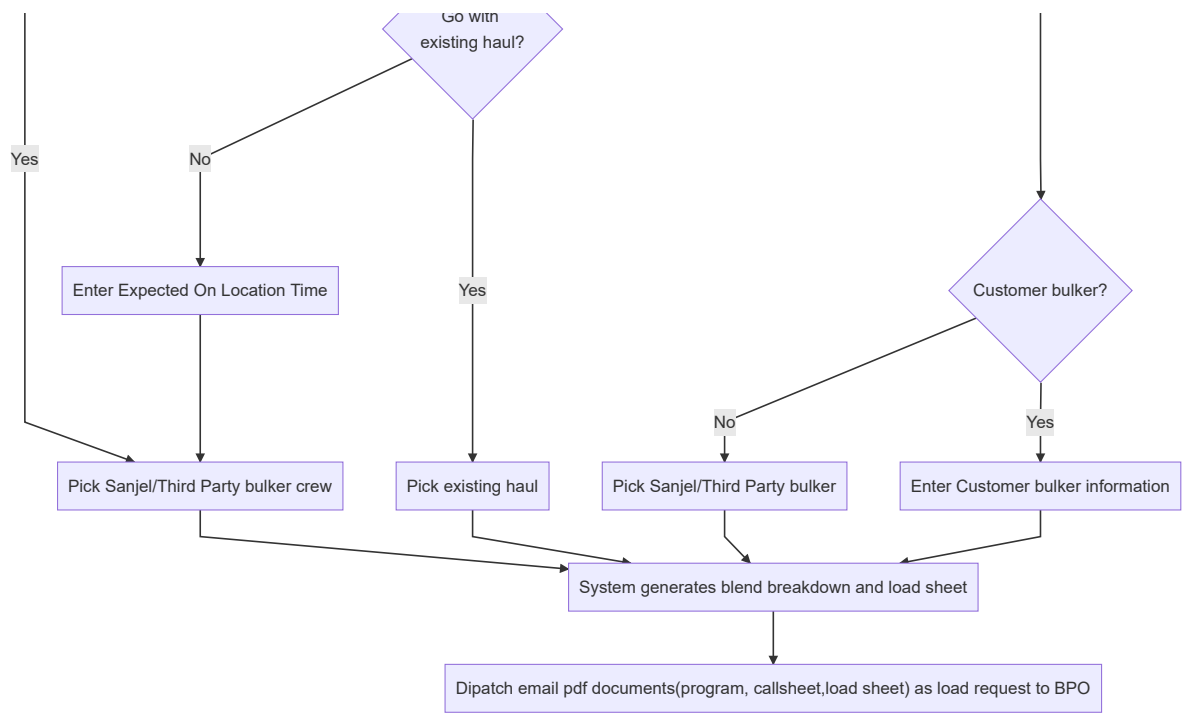 Go with
existing haul?
Yes
No
Enter Expected On Location Time
Yes
Customer bulker?
No
Yes
Pick Sanjel/Third Party bulker crew
Pick existing haul
Pick Sanjel/Third Party bulker
Enter Customer bulker information
System generates blend breakdown and load sheet
Dipatch email pdf documents(program, callsheet,load sheet) as load request to BPO